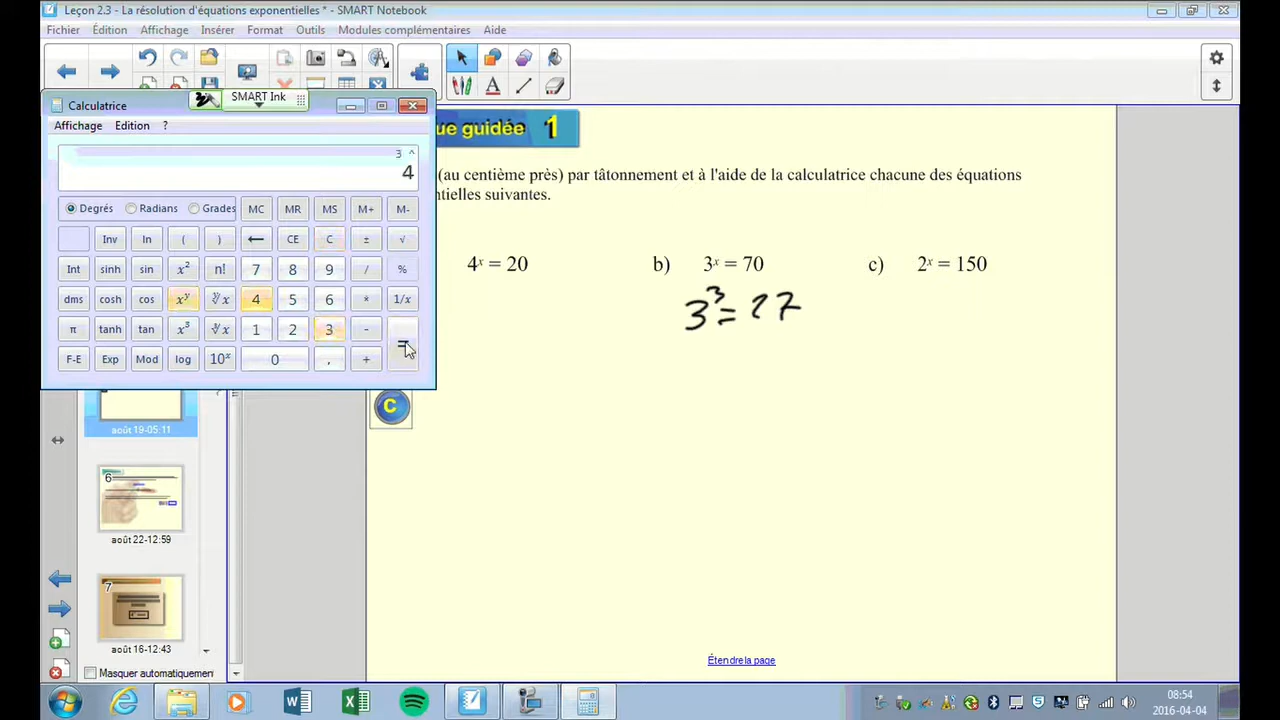 Leçon 2.3 - La résolution d'équations exponentielles * - SMART Notebook
Fichier Édition Affichage Insérer Format Outils Modules complémentaires Aide
Calculatrice
SMART Ink
Affichage Edition ?
3 ^
4
Degrés Radians Grades MC MR MS M+ M-
Inv ln ( ) ← CE C ± √
Int sinh sin x² n! 7 8 9 / %
dms cosh cos xʸ ʸ√x 4 5 6 * 1/x
π tanh tan x³ ³√x 1 2 3 - =
F-E Exp Mod log 10ˣ 0 , +
ue guidée 1
(au centième près) par tâtonnement et à l'aide de la calculatrice chacune des équations
entielles suivantes.
4ˣ = 20 b) 3ˣ = 70 c) 2ˣ = 150
3³ = 27
C
août 19-05:11
6
août 22-12:59
7
août 16-12:43
Masquer automatiquemen
Étendre la page
08:54
2016-04-04